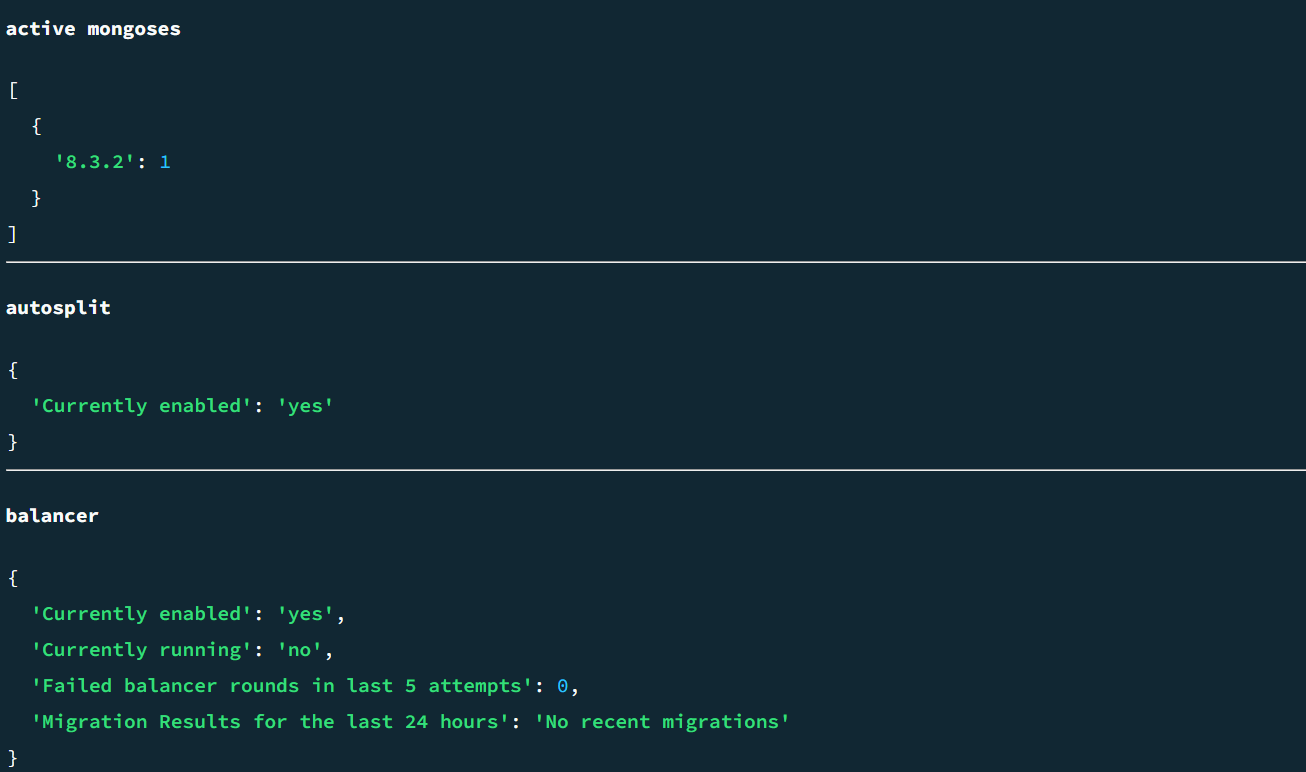 active mongoses
[
  {
    '8.3.2': 1
  }
]
autosplit
{
  'Currently enabled': 'yes'
}
balancer
{
  'Currently enabled': 'yes',
  'Currently running': 'no',
  'Failed balancer rounds in last 5 attempts': 0,
  'Migration Results for the last 24 hours': 'No recent migrations'
}